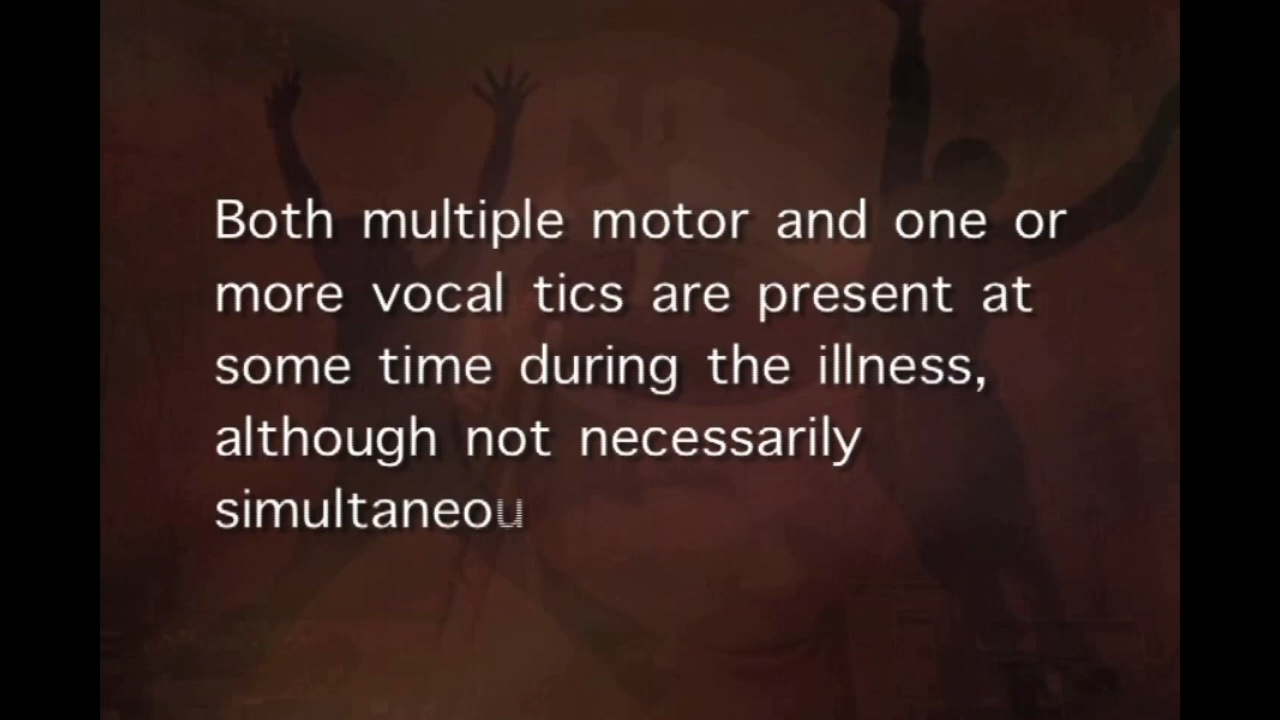 Both multiple motor and one or
more vocal tics are present at
some time during the illness,
although not necessarily
simultaneou